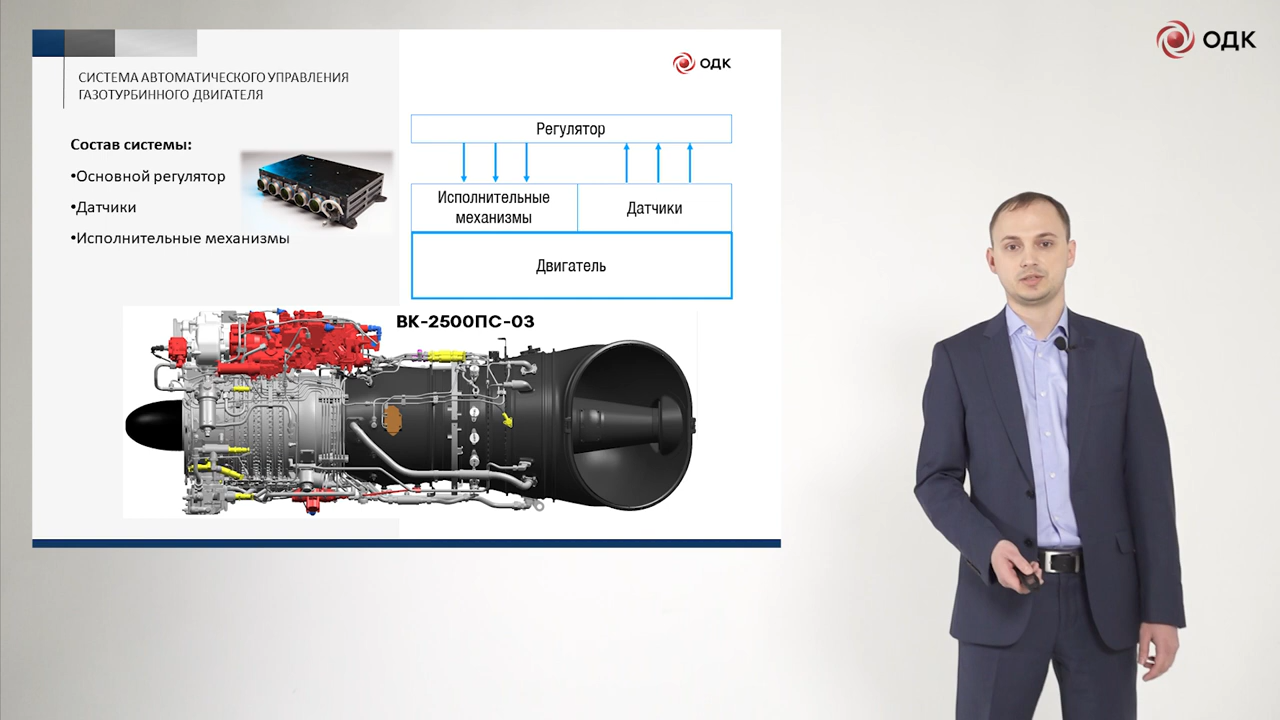 СИСТЕМА АВТОМАТИЧЕСКОГО УПРАВЛЕНИЯ
ГАЗОТУРБИННОГО ДВИГАТЕЛЯ
ОДК
Состав системы:
•Основной регулятор
•Датчики
•Исполнительные механизмы
Регулятор
Исполнительные
механизмы
Датчики
Двигатель
ВК-2500ПС-03
ОДК